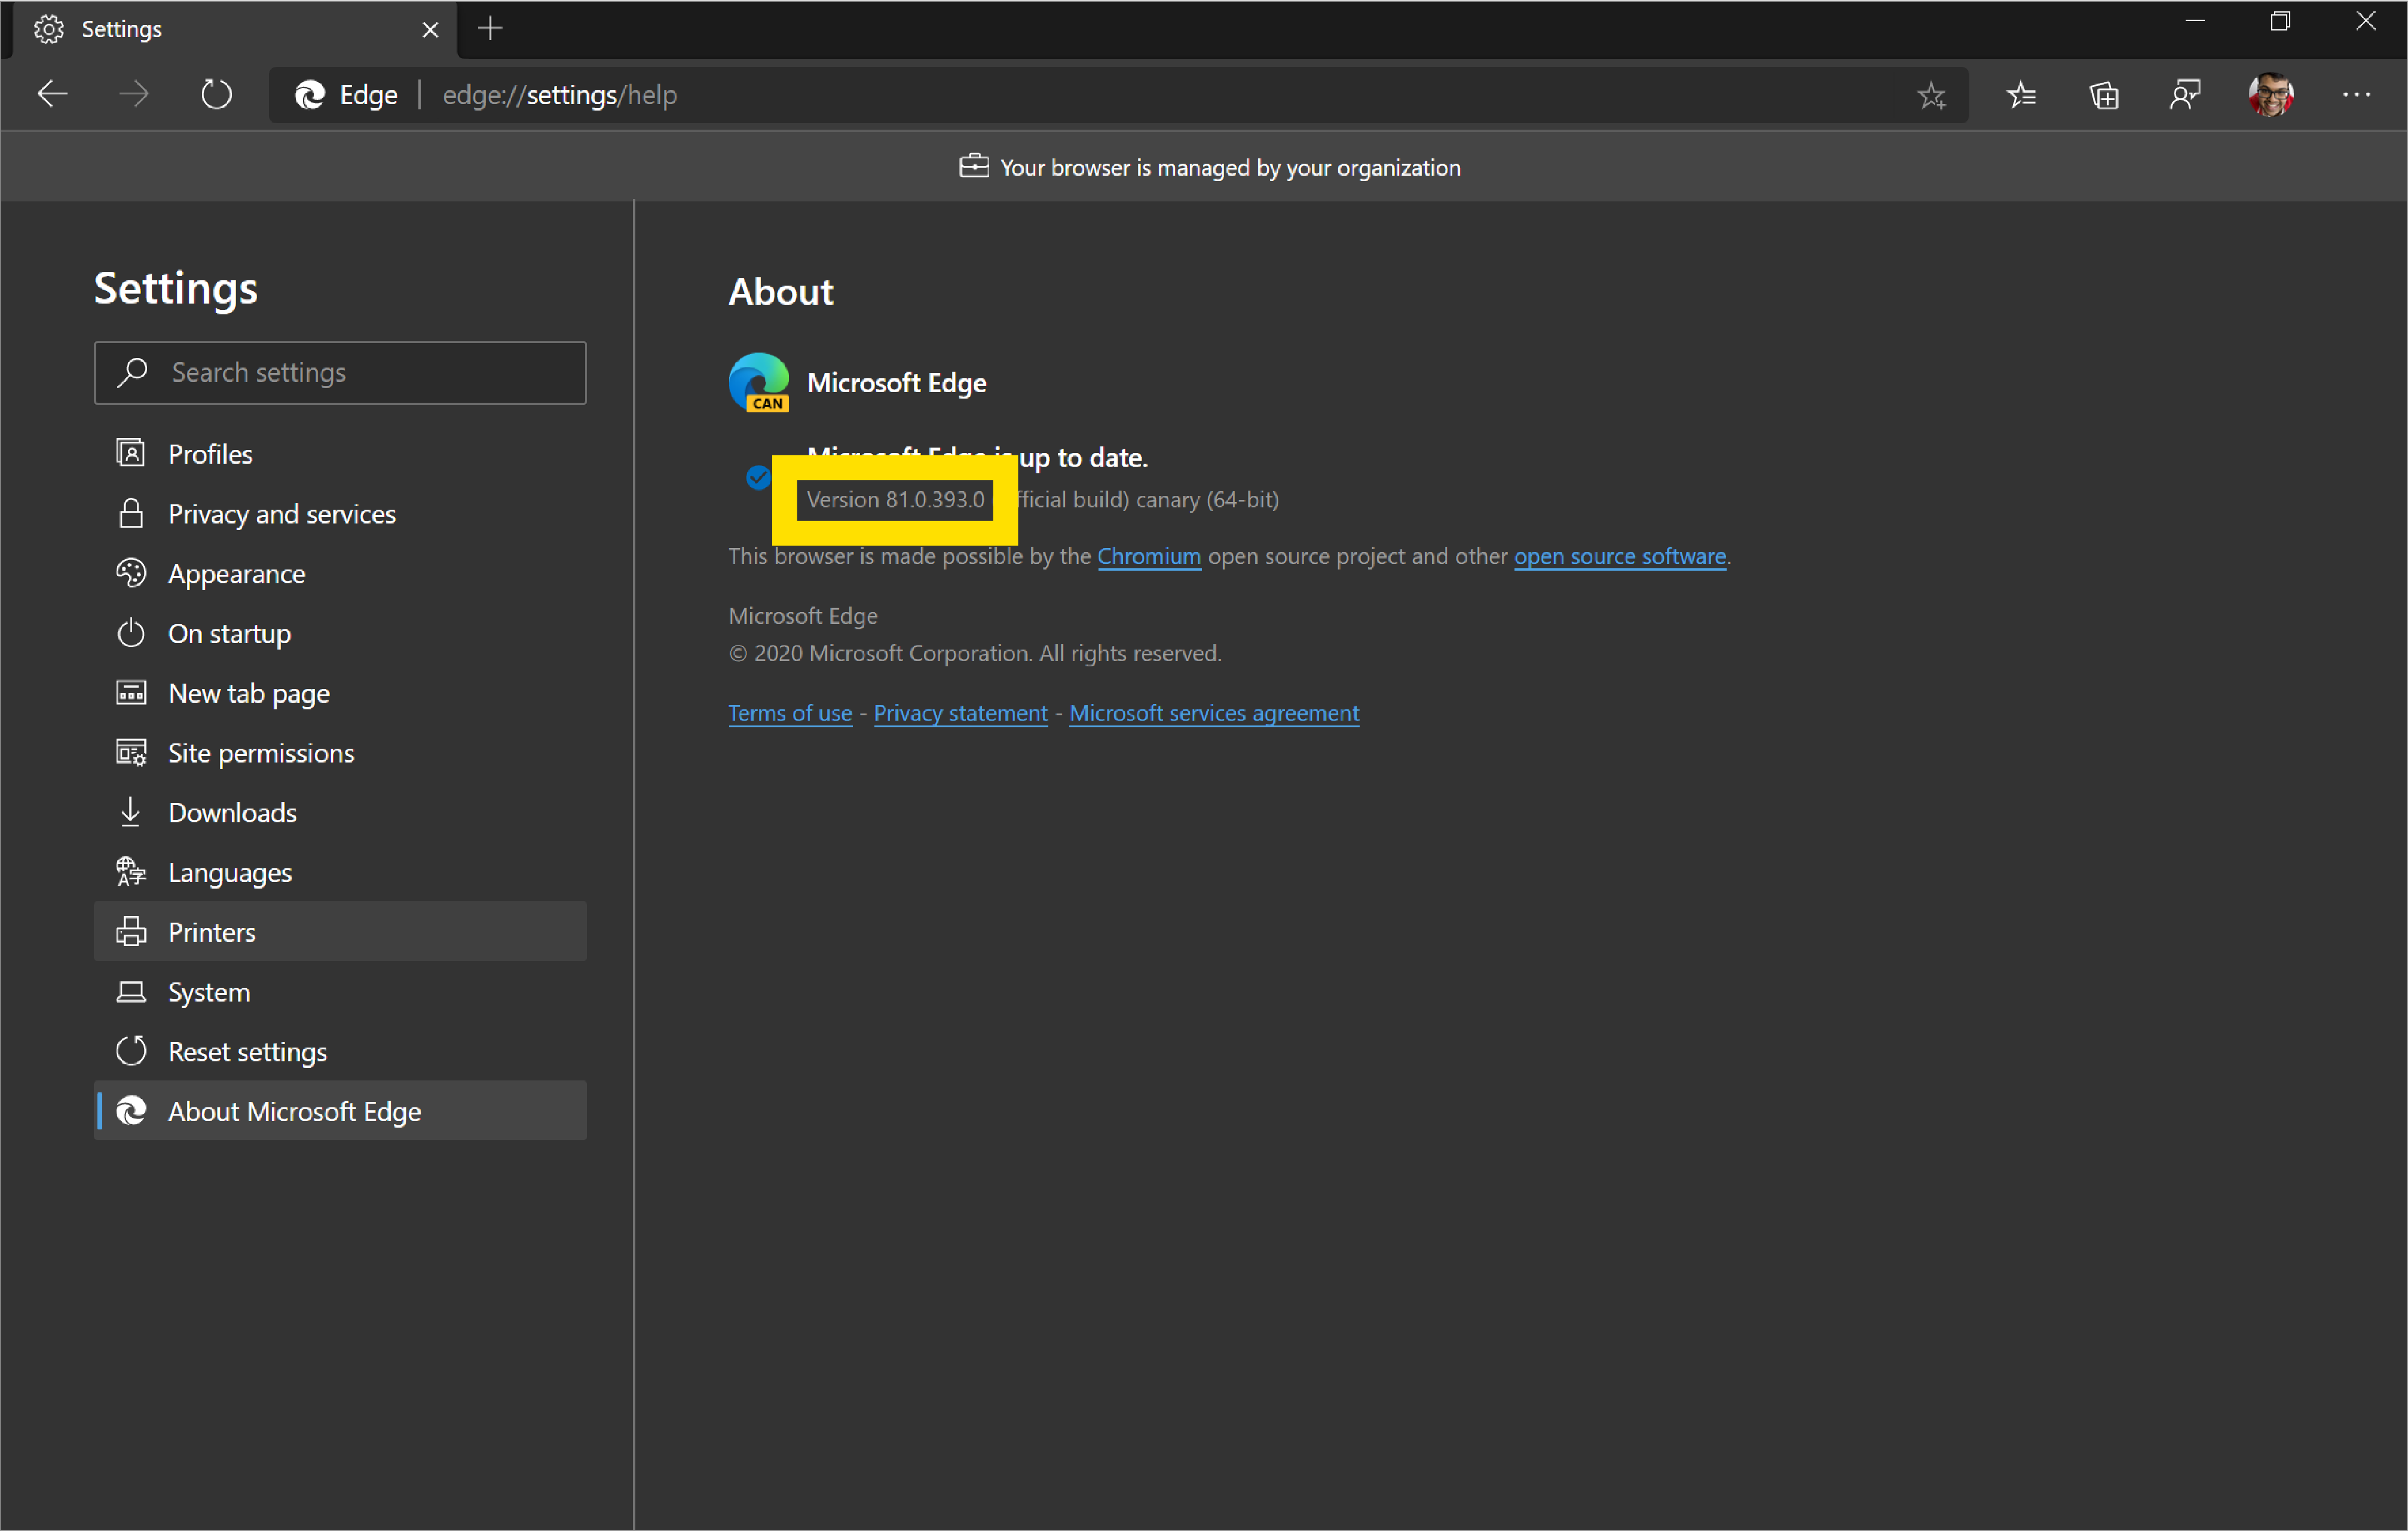 Settings
Edge
edge://settings/help
Your browser is managed by your organization
Settings
Search settings
Profiles
Privacy and services
Appearance
On startup
New tab page
Site permissions
Downloads
Languages
Printers
System
Reset settings
About Microsoft Edge
About
CAN
Microsoft Edge
Microsoft Edge is up to date.
Version 81.0.393.0 official build) canary (64-bit)
This browser is made possible by the Chromium open source project and other open source software.
Microsoft Edge
© 2020 Microsoft Corporation. All rights reserved.
Terms of use - Privacy statement - Microsoft services agreement